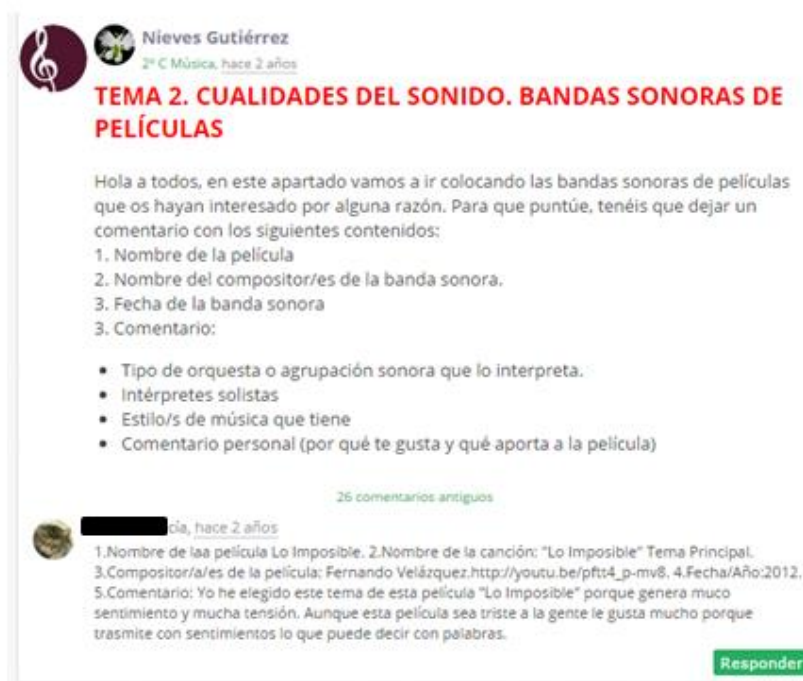 Nieves Gutiérrez
2º C Música, hace 2 años
TEMA 2. CUALIDADES DEL SONIDO. BANDAS SONORAS DE
PELÍCULAS
Hola a todos, en este apartado vamos a ir colocando las bandas sonoras de películas
que os hayan interesado por alguna razón. Para que puntúe, tenéis que dejar un
comentario con los siguientes contenidos:
1. Nombre de la película
2. Nombre del compositor/es de la banda sonora.
3. Fecha de la banda sonora
3. Comentario:
• Tipo de orquesta o agrupación sonora que lo interpreta.
• Intérpretes solistas
• Estilo/s de música que tiene
• Comentario personal (por qué te gusta y qué aporta a la película)
26 comentarios antiguos
cía, hace 2 años
1.Nombre de laa película Lo Imposible. 2.Nombre de la canción: "Lo Imposible" Tema Principal.
3.Compositor/a/es de la película: Fernando Velázquez.http://youtu.be/pftt4_p-mv8. 4.Fecha/Año:2012.
5.Comentario: Yo he elegido este tema de esta película "Lo Imposible" porque genera muco
sentimiento y mucha tensión. Aunque esta película sea triste a la gente le gusta mucho porque
trasmite con sentimientos lo que puede decir con palabras.
Responder